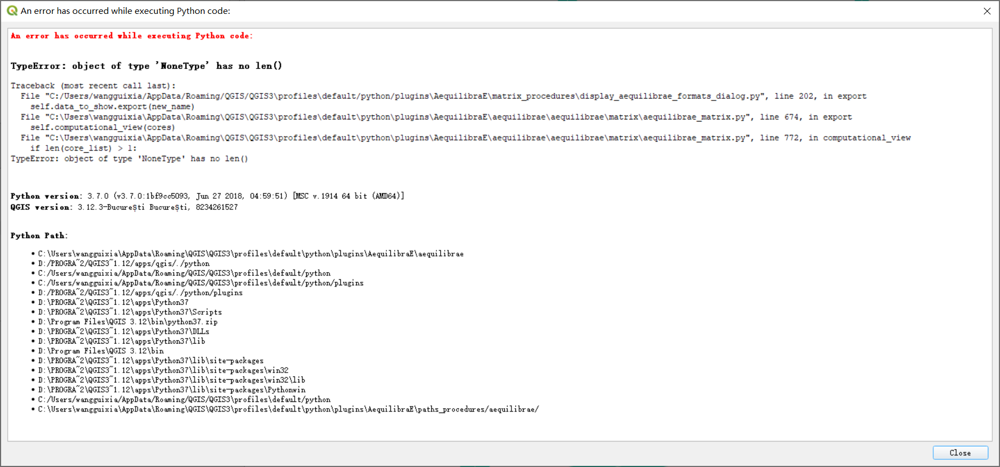 An error has occurred while executing Python code:
An error has occurred while executing Python code:
TypeError: object of type 'NoneType' has no len()
Traceback (most recent call last):
File "C:/Users/wangguixia/AppData/Roaming/QGIS/QGIS3\profiles\default/python/plugins\AequilibraE\matrix_procedures\display_aequilibrae_formats_dialog.py", line 202, in export
self.data_to_show.export(new_name)
File "C:\Users\wangguixia\AppData\Roaming\QGIS\QGIS3\profiles\default\python\plugins\AequilibraE\aequilibrae\aequilibrae\matrix\aequilibrae_matrix.py", line 674, in export
self.computational_view(cores)
File "C:\Users\wangguixia\AppData\Roaming\QGIS\QGIS3\profiles\default\python\plugins\AequilibraE\aequilibrae\aequilibrae\matrix\aequilibrae_matrix.py", line 772, in computational_view
if len(core_list) > 1:
TypeError: object of type 'NoneType' has no len()
Python version: 3.7.0 (v3.7.0:1bf9cc5093, Jun 27 2018, 04:59:51) [MSC v.1914 64 bit (AMD64)]
QGIS version: 3.12.3-București București, 8234261527
Python Path:
• C:\Users\wangguixia\AppData\Roaming\QGIS\QGIS3\profiles\default\python\plugins\AequilibraE\aequilibrae
• D:/PROGRA~2/QGIS3~1.12/apps/qgis/./python
• C:/Users/wangguixia/AppData/Roaming/QGIS/QGIS3\profiles\default/python
• C:/Users/wangguixia/AppData/Roaming/QGIS/QGIS3\profiles\default/python/plugins
• D:/PROGRA~2/QGIS3~1.12/apps/qgis/./python/plugins
• D:\PROGRA~2\QGIS3~1.12\apps\Python37
• D:\PROGRA~2\QGIS3~1.12\apps\Python37\Scripts
• D:\Program Files\QGIS 3.12\bin\python37.zip
• D:\PROGRA~2\QGIS3~1.12\apps\Python37\DLLs
• D:\PROGRA~2\QGIS3~1.12\apps\Python37\lib
• D:\Program Files\QGIS 3.12\bin
• D:\PROGRA~2\QGIS3~1.12\apps\Python37\lib\site-packages
• D:\PROGRA~2\QGIS3~1.12\apps\Python37\lib\site-packages\win32
• D:\PROGRA~2\QGIS3~1.12\apps\Python37\lib\site-packages\win32\lib
• D:\PROGRA~2\QGIS3~1.12\apps\Python37\lib\site-packages\Pythonwin
• C:/Users/wangguixia/AppData/Roaming/QGIS/QGIS3\profiles\default/python
• C:\Users\wangguixia\AppData\Roaming\QGIS\QGIS3\profiles\default\python\plugins\AequilibraE\paths_procedures/aequilibrae/
Close